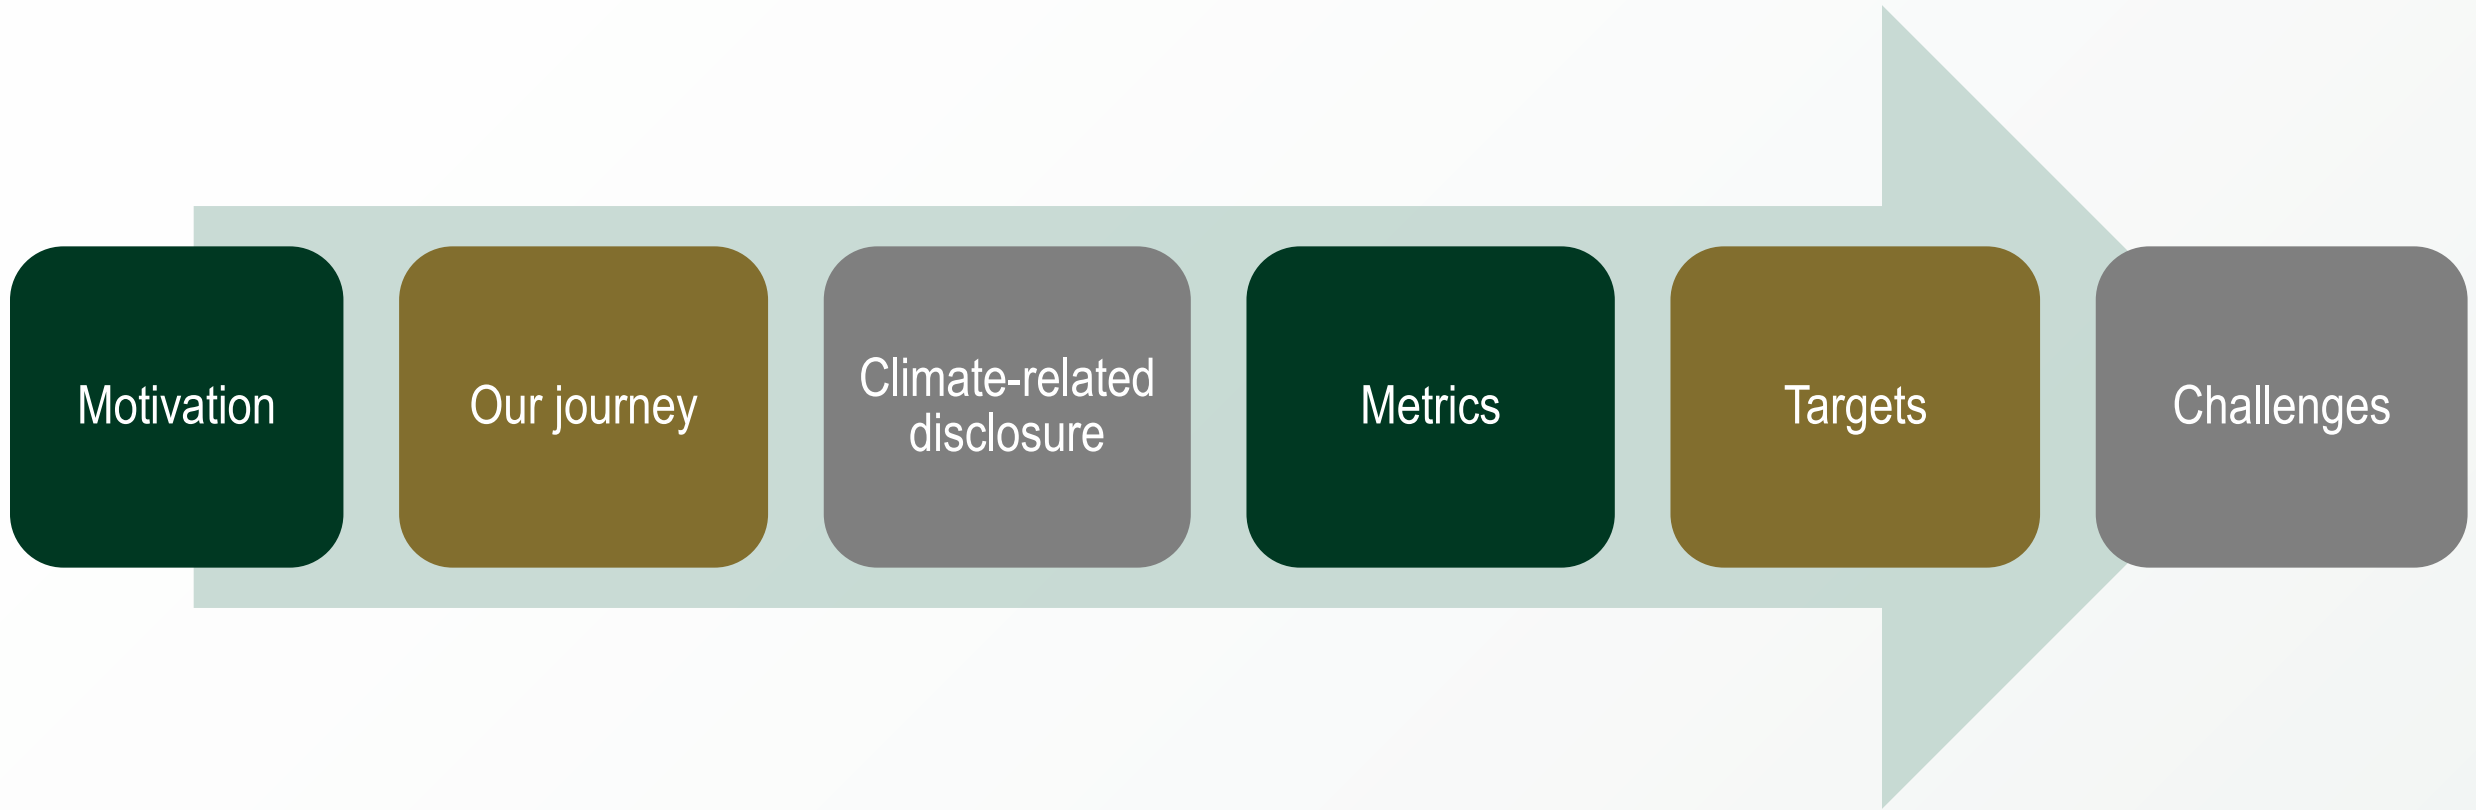 Motivation
Our journey
Climate-related
disclosure
Metrics
Targets
Challenges